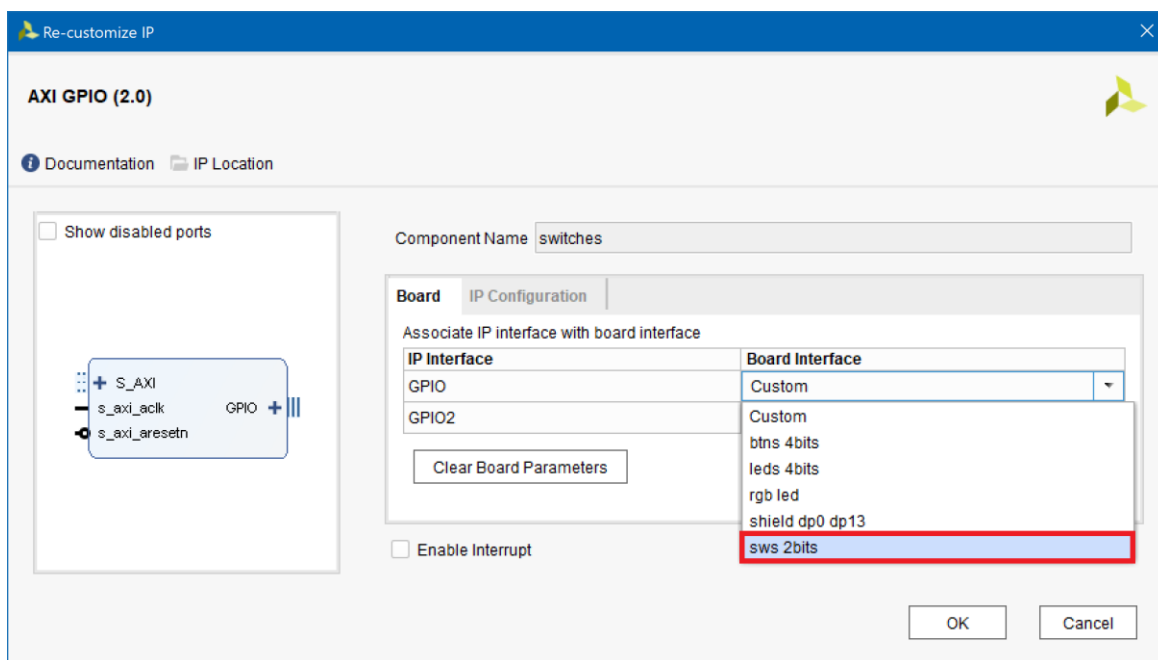 Re-customize IP
AXI GPIO (2.0)
Documentation IP Location
Show disabled ports
S_AXI
s_axi_aclk GPIO
s_axi_aresetn
Component Name switches
Board IP Configuration
Associate IP interface with board interface
IP Interface Board Interface
GPIO Custom
GPIO2
Custom
btns 4bits
leds 4bits
rgb led
shield dp0 dp13
sws 2bits
Clear Board Parameters
Enable Interrupt
OK Cancel